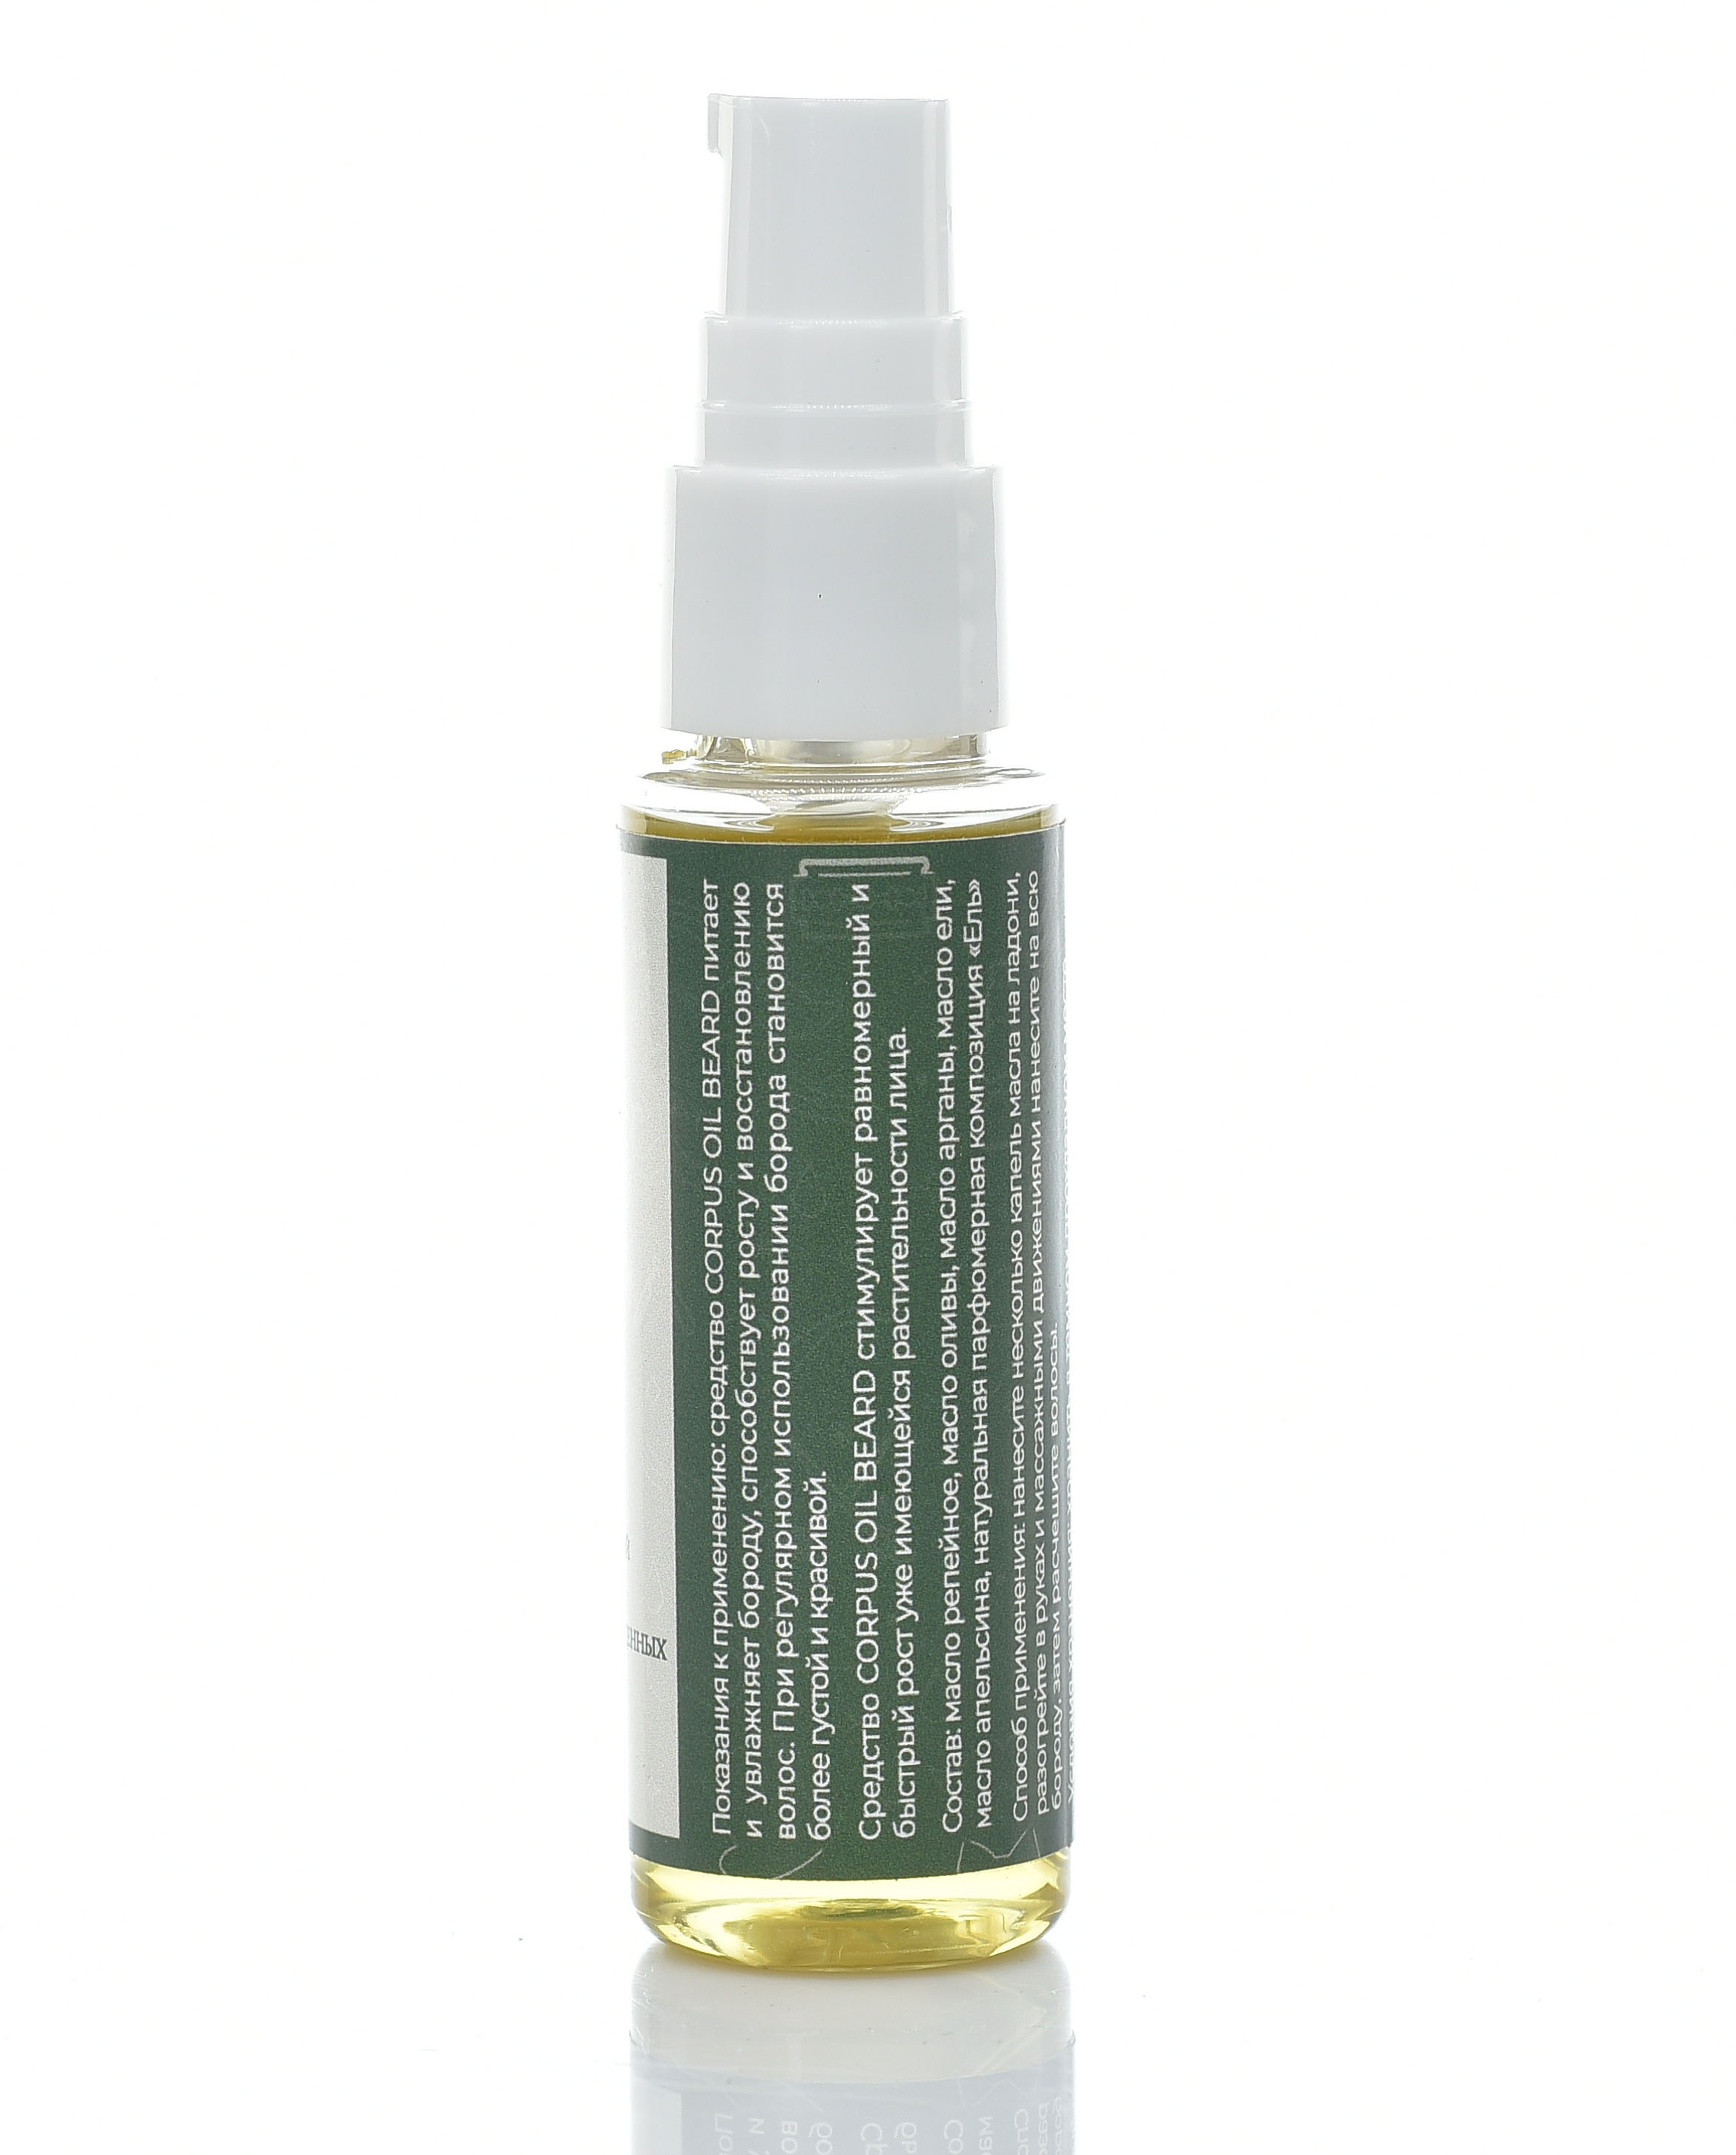 Показания к применению: средство CORPUS OIL BEARD питает
и увлажняет бороду, способствует росту и восстановлению
волос. При регулярном использовании борода становится
более густой и красивой.
Средство CORPUS OIL BEARD стимулирует равномерный и
быстрый рост уже имеющейся растительности лица.
Состав: масло репейное, масло оливы, масло арганы, масло ели,
масло апельсина, натуральная парфюмерная композиция «Ель»
Способ применения: нанесите несколько капель масла на ладони,
разогрейте в руках и массажными движениями нанесите на всю
бороду, затем расчешите волосы.
Условия хранения: хранить в